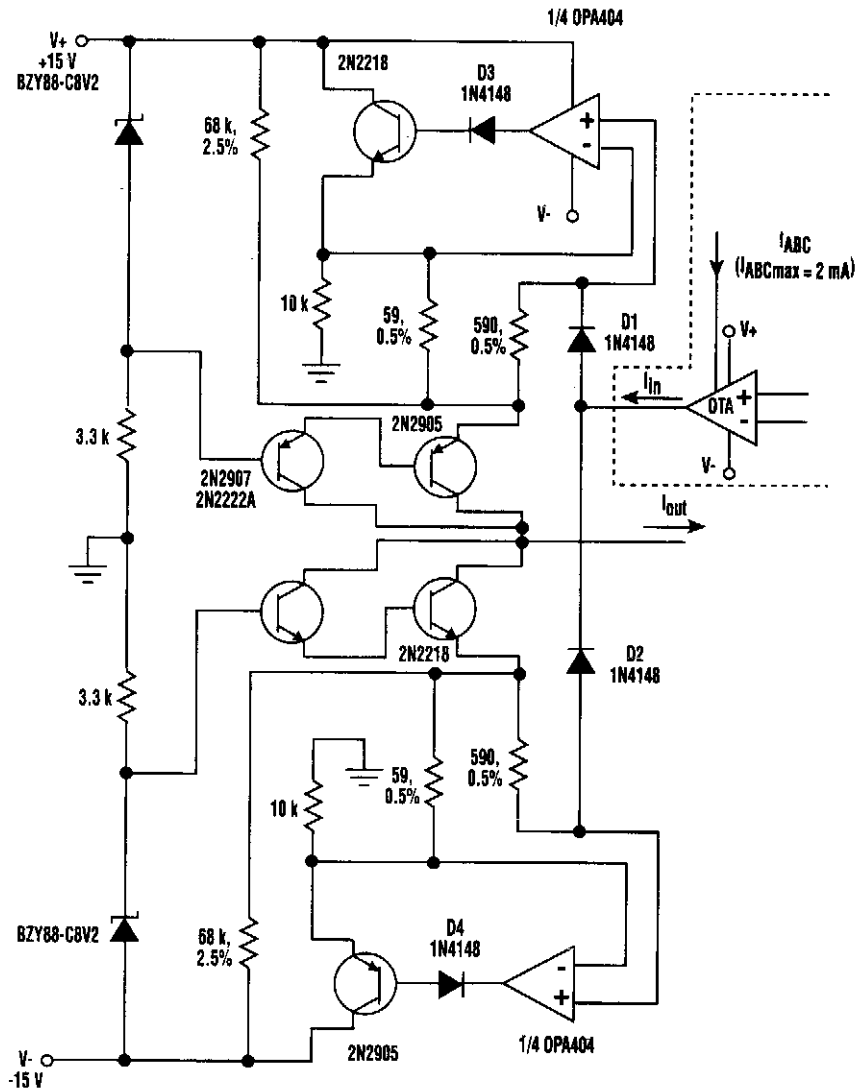 1/4 OPA404
V+
+15 V
BZY88-C8V2
2N2218
D3
1N4148
68 k,
2.5%
+
-
V-
IABC
(IABCmax = 2 mA)
10 k
59,
0.5%
590,
0.5%
D1
1N4148
V+
Iin
OTA
+
-
V-
3.3 k
2N2905
2N2907
2N2222A
Iout
2N2218
D2
1N4148
3.3 k
10 k
59,
0.5%
590,
0.5%
BZY88-C8V2
68 k,
2.5%
D4
1N4148
-
+
V-
-15 V
2N2905
1/4 OPA404